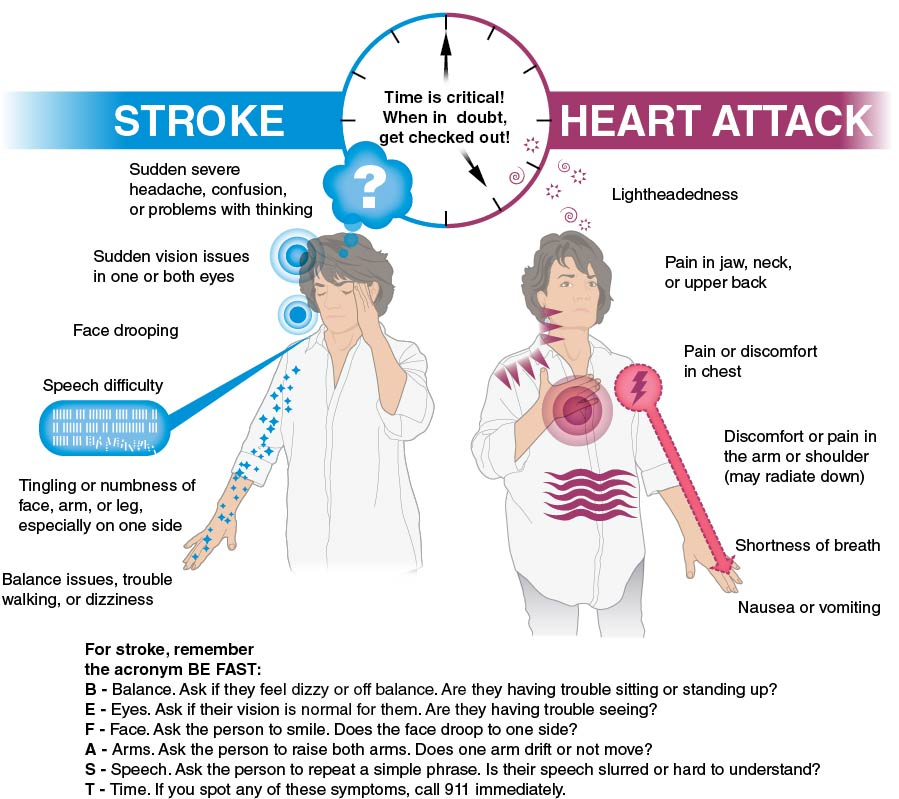 Time is critical!
When in doubt,
get checked out!
STROKE
HEART ATTACK
Sudden severe
headache, confusion,
or problems with thinking
?
Sudden vision issues
in one or both eyes
Face drooping
Speech difficulty
Tingling or numbness of
face, arm, or leg,
especially on one side
Balance issues, trouble
walking, or dizziness
Lightheadedness
Pain in jaw, neck,
or upper back
Pain or discomfort
in chest
Discomfort or pain in
the arm or shoulder
(may radiate down)
Shortness of breath
Nausea or vomiting
For stroke, remember
the acronym BE FAST:
B - Balance. Ask if they feel dizzy or off balance. Are they having trouble sitting or standing up?
E - Eyes. Ask if their vision is normal for them. Are they having trouble seeing?
F - Face. Ask the person to smile. Does the face droop to one side?
A - Arms. Ask the person to raise both arms. Does one arm drift or not move?
S - Speech. Ask the person to repeat a simple phrase. Is their speech slurred or hard to understand?
T - Time. If you spot any of these symptoms, call 911 immediately.